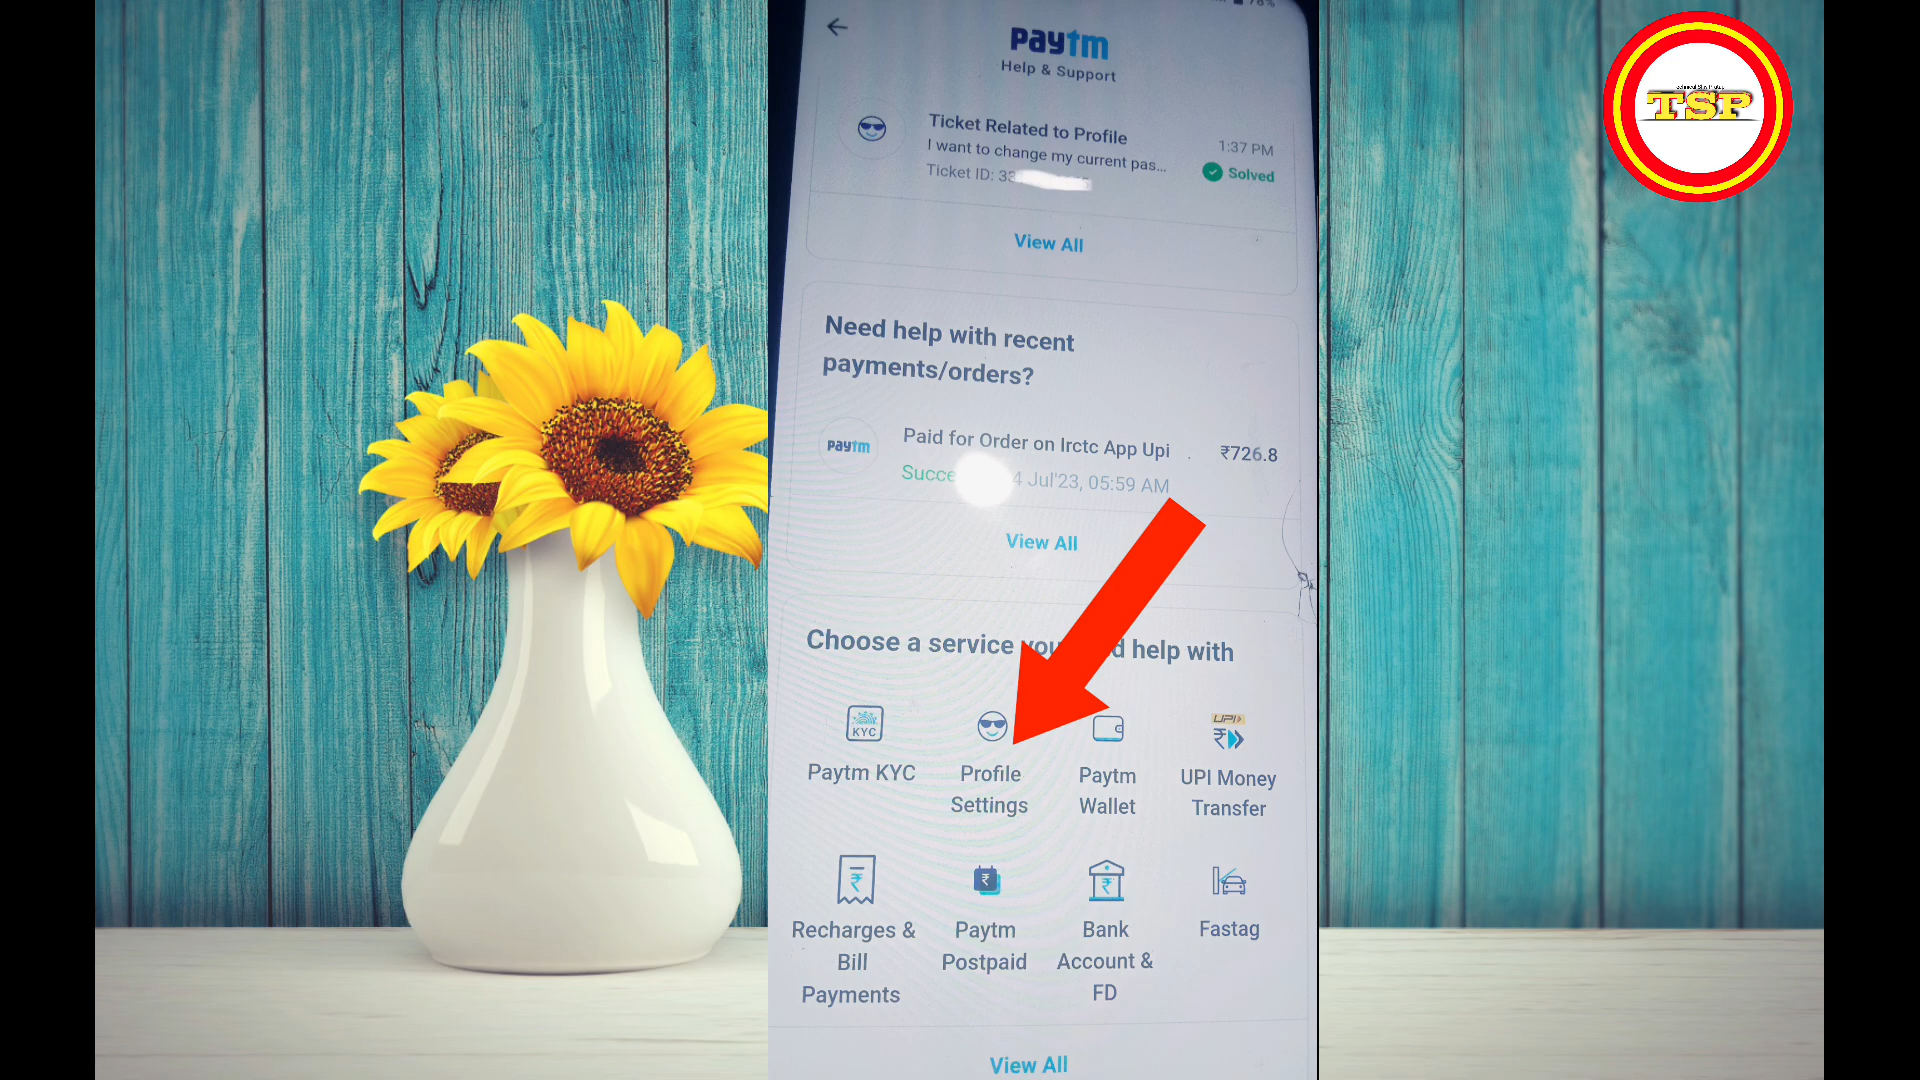 paytm
Help & Support
Ticket Related to Profile
1:37 PM
I want to change my current pas...
Solved
Ticket ID: 33
View All
Need help with recent
payments/orders?
paytm
Paid for Order on Irctc App Upi
₹726.8
4 Jul'23, 05:59 AM
View All
Choose a service
help with
KYC
UPI
Paytm KYC
Profile
Settings
Paytm
Wallet
UPI Money
Transfer
Recharges &
Bill
Payments
Paytm
Postpaid
Bank
Account &
FD
Fastag
View All
TSP